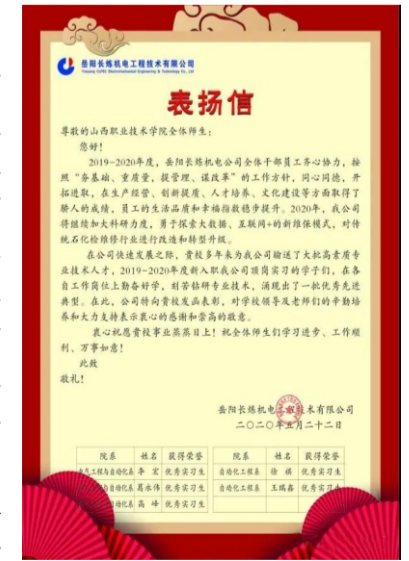 岳阳长炼机电工程技术有限公司
Yueyang CLPEC Electromechanical Engineering & Technology Co., Ltd
表扬信
尊敬的山西职业技术学院全体师生：
您好！
2019-2020年度，岳阳长炼机电公司全体干部员工齐心协力，按
照“夯基础、重质量，提管理、谋改革”的工作方针，同心同德，开
拓进取，在生产经营、创新提质、人才培养、文化建设等方面取得了
骄人的成绩，员工的生活品质和幸福指数稳步提升。2020年，我公司
将继续加大科研力度，勇于探索大数据、互联网+的新维保模式，对传
统石化检维修行业进行改造和转型升级。
在公司快速发展之际，贵校多年来为我公司输送了大批高素质专
业技术人才，2019-2020年度新入职我公司顶岗实习的学子们，在各
自工作岗位上勤奋好学，刻苦钻研专业技术，涌现出了一批优秀先进
典型。在此，公司特向贵校发函表彰，对学校领导及老师们的辛勤培
养和大力支持表示衷心的感谢和崇高的敬意。
衷心祝愿贵校事业蒸蒸日上！祝全体师生们学习进步、工作顺
利、万事如意！
此致
敬礼！
岳阳长炼机电工程技术有限公司
二〇二〇年五月二十二日
院系 姓名 获得荣誉 院系 姓名 获得荣誉
气工程与自动化系 李宏 优秀实习生 自动化工程系 徐 优秀实习生
与自动化系 葛永伟 优秀实习生 自动化工程系 王瑞鑫 优秀实习
自动化系 高峰 优秀实习生